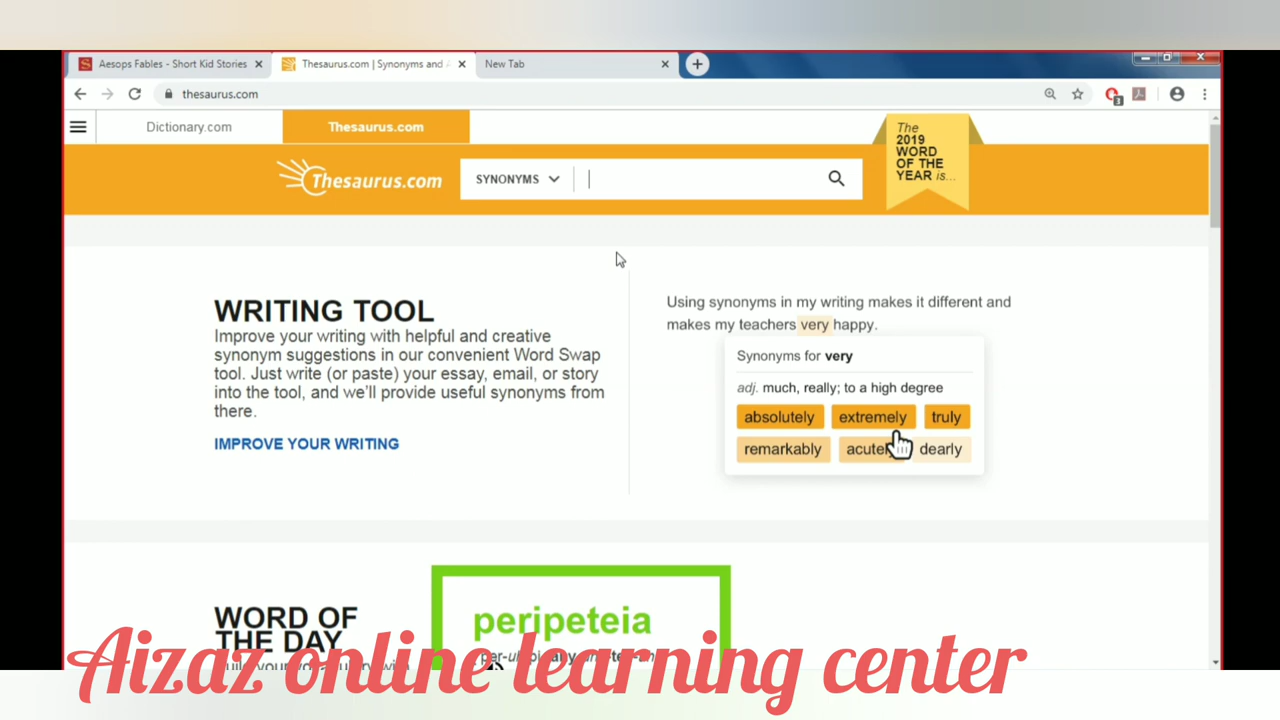 Aesops Fables - Short Kid Stories
Thesaurus.com | Synonyms and
New Tab
thesaurus.com
3
Dictionary.com
Thesaurus.com
The
2019
WORD
OF THE
YEAR is...
Thesaurus.com
SYNONYMS
WRITING TOOL
Improve your writing with helpful and creative
synonym suggestions in our convenient Word Swap
tool. Just write (or paste) your essay, email, or story
into the tool, and we'll provide useful synonyms from
there.
IMPROVE YOUR WRITING
Using synonyms in my writing makes it different and
makes my teachers very happy.
Synonyms for very
adj. much, really; to a high degree
absolutely extremely truly
remarkably acutely dearly
WORD OF
THE DAY
peripeteia
Aizaz online learning center